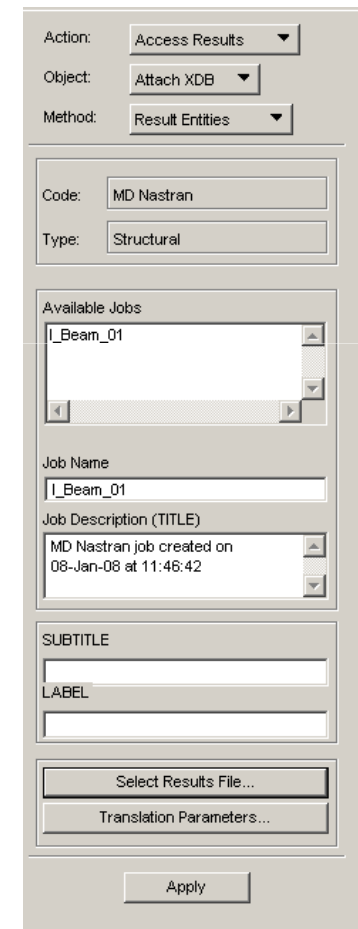 Action: Access Results
Object: Attach XDB
Method: Result Entities
Code: MD Nastran
Type: Structural
Available Jobs
I_Beam_01
Job Name
I_Beam_01
Job Description (TITLE)
MD Nastran job created on
08-Jan-08 at 11:46:42
SUBTITLE
LABEL
Select Results File...
Translation Parameters...
Apply